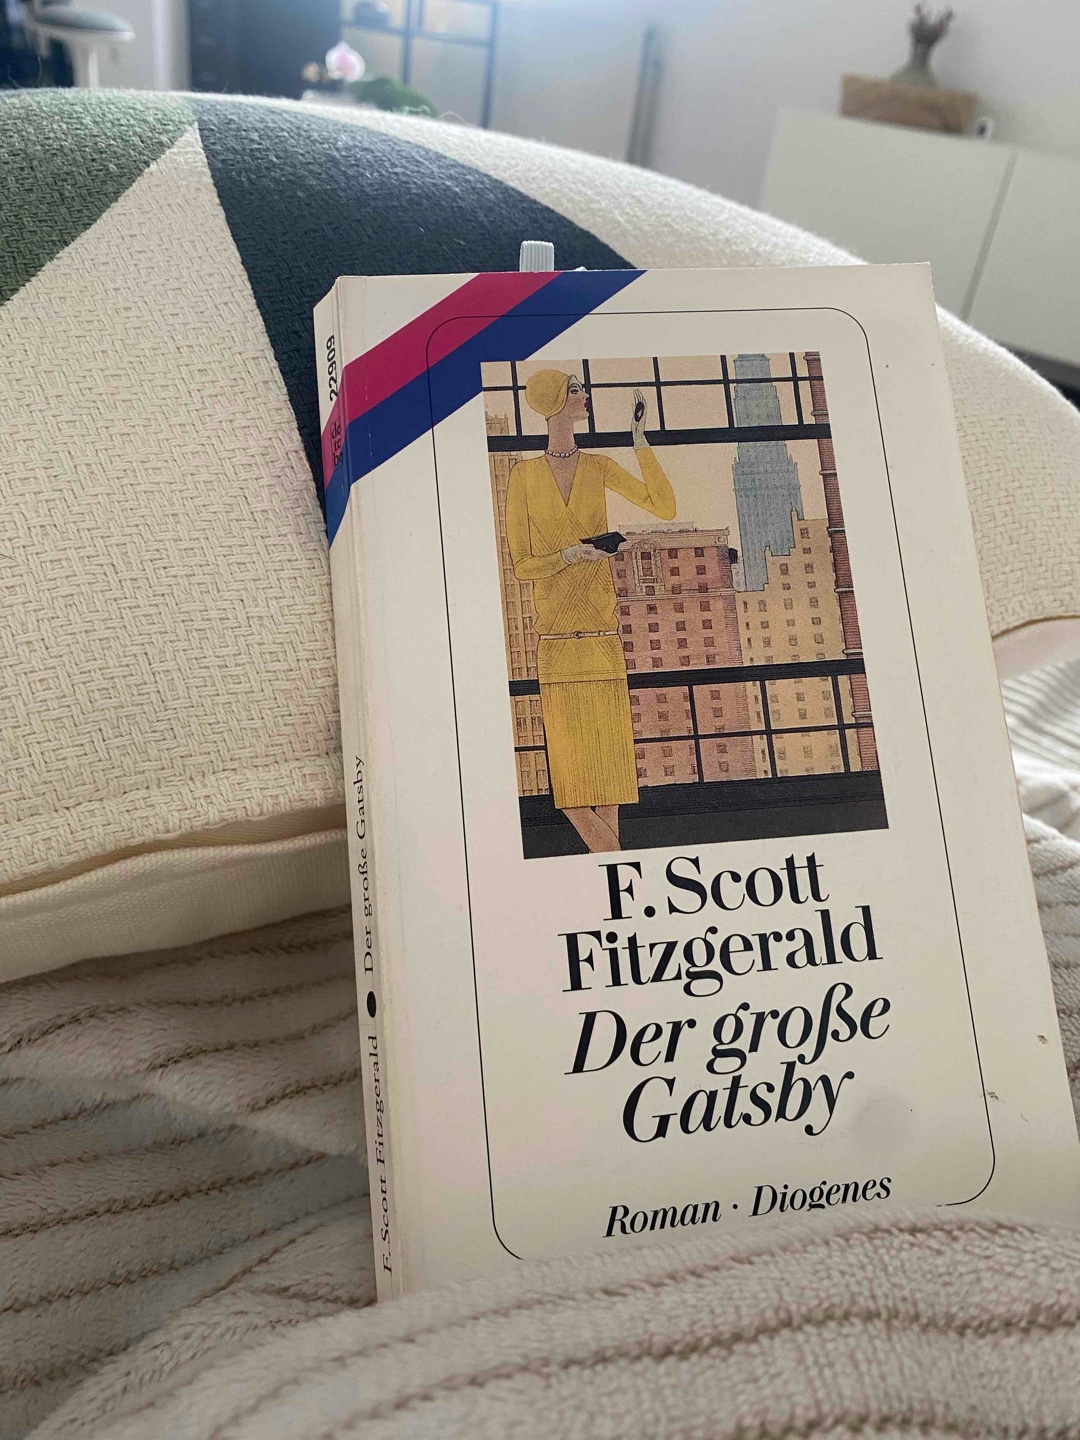 F. Scott
Fitzgerald
Der große
Gatsby
Roman · Diogenes
F. Scott Fitzgerald ● Der große Gatsby
22909